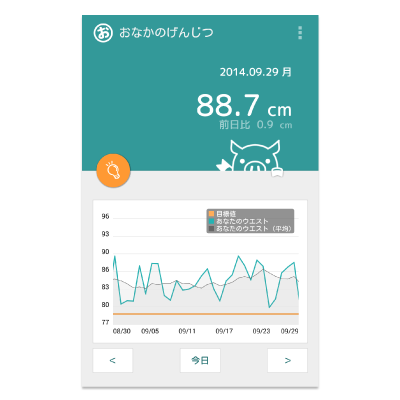 お おなかのげんじつ
2014.09.29 月
88.7 cm
前日比 0.9 cm
目標値
あなたのウエスト
あなたのウエスト（平均）
96
93
90
86
83
80
77
08/30 09/05 09/11 09/17 09/23 09/29
< 今日 >